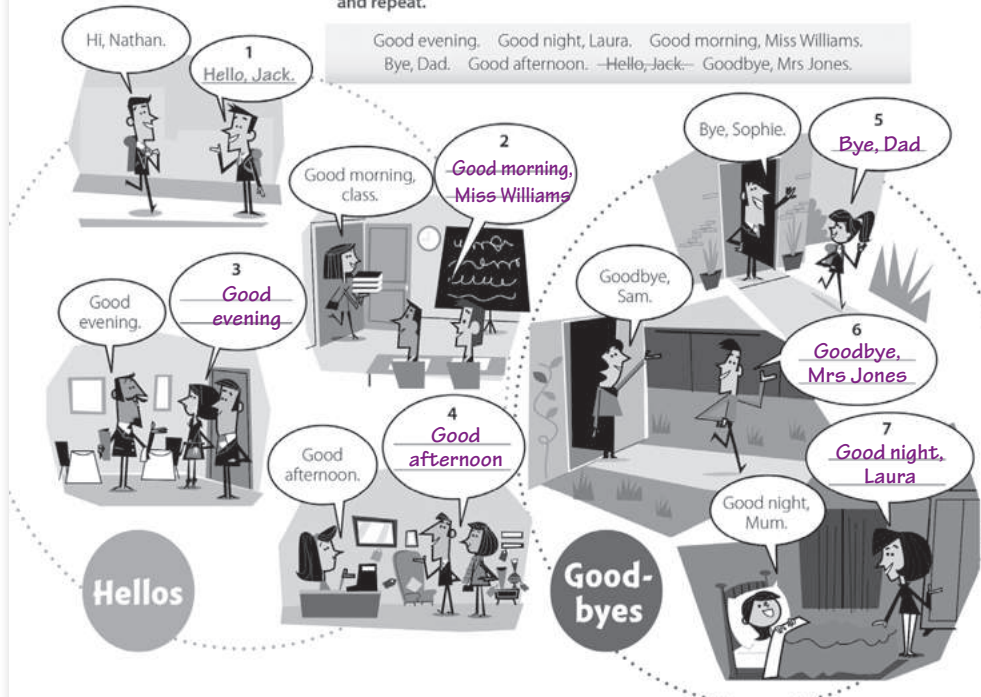 and repeat.
Good evening. Good night, Laura. Good morning, Miss Williams.
Bye, Dad. Good afternoon. Hello, Jack. Goodbye, Mrs Jones.
Hi, Nathan.
1
Hello, Jack.
Good morning,
class.
2
Good morning,
Miss Williams
Good
evening.
3
Good
evening
Good
afternoon.
4
Good
afternoon
Hellos
Bye, Sophie.
5
Bye, Dad
Goodbye,
Sam.
6
Goodbye,
Mrs Jones
Good night,
Mum.
7
Good night,
Laura
Good-
byes